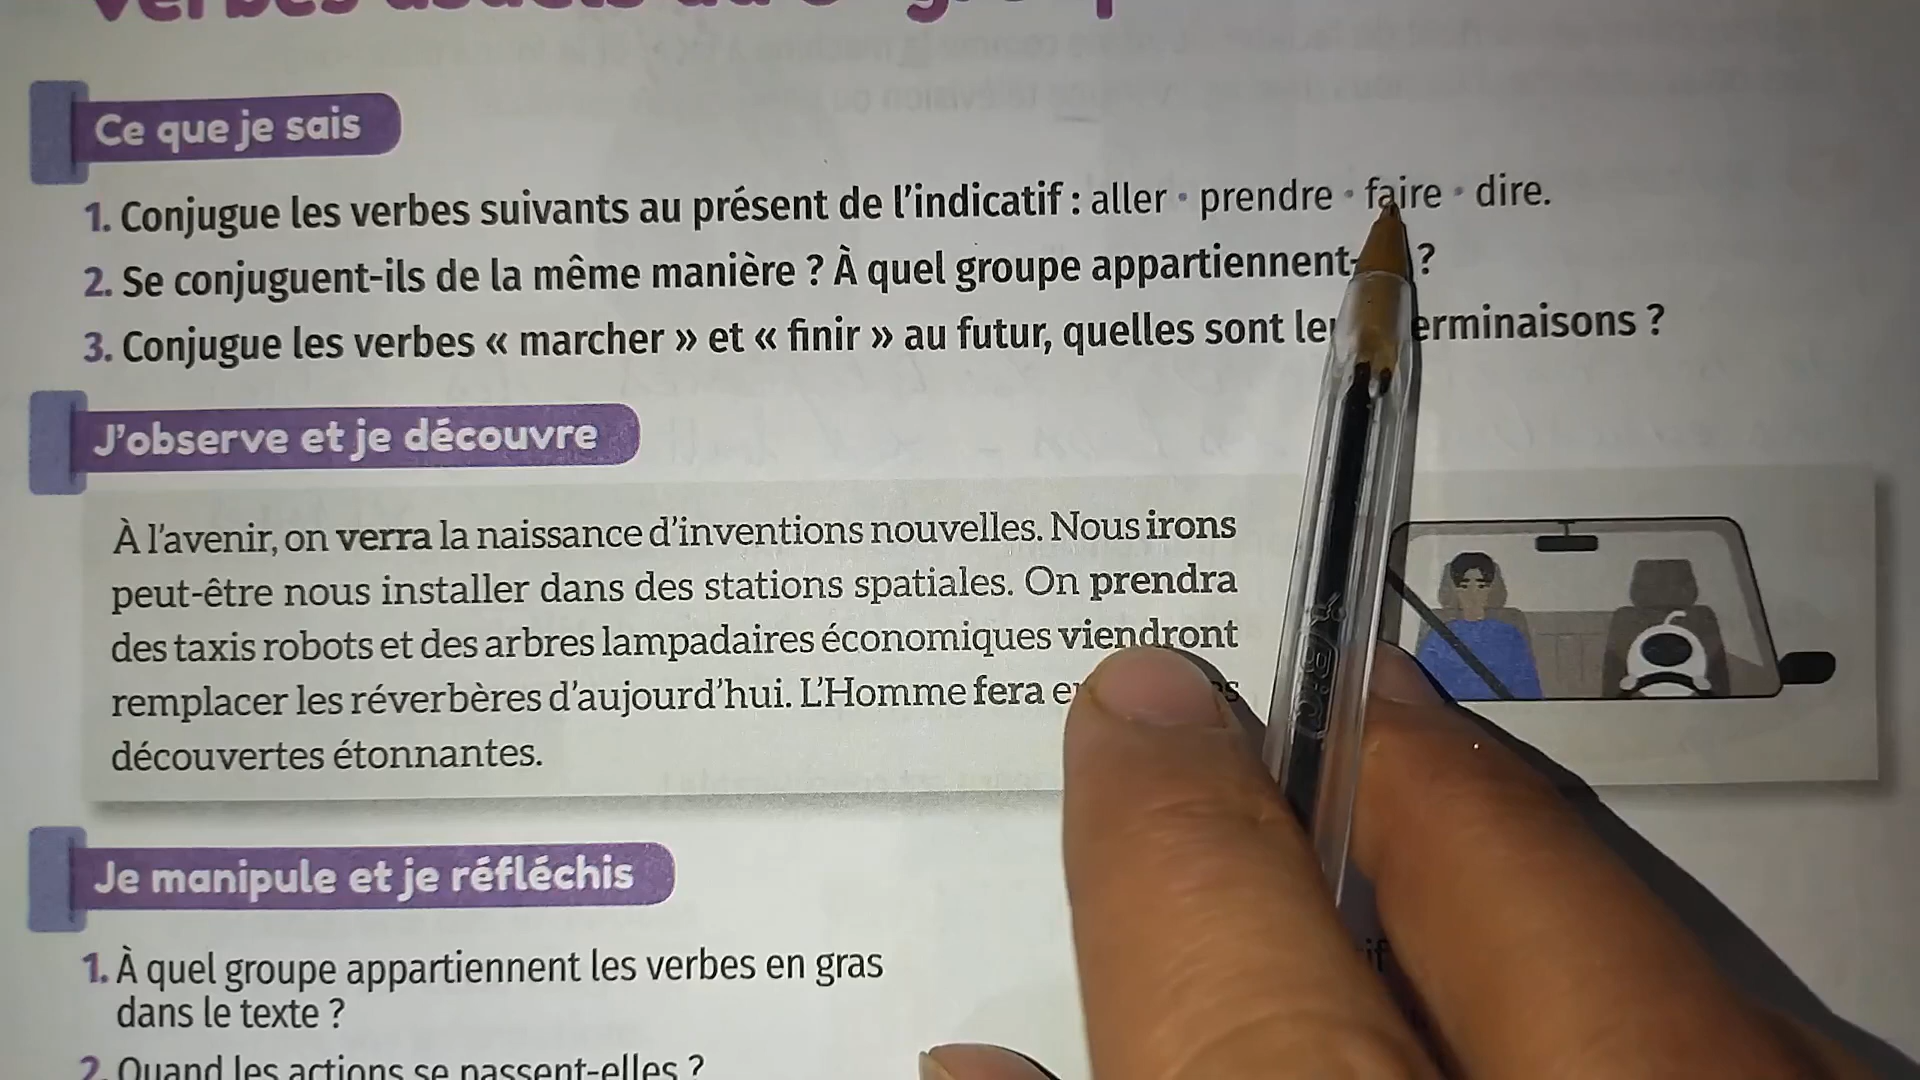 Ce que je sais
1. Conjugue les verbes suivants au présent de l'indicatif : aller • prendre • faire • dire.
2. Se conjuguent-ils de la même manière ? À quel groupe appartiennent- ?
3. Conjugue les verbes « marcher » et « finir » au futur, quelles sont erminaisons ?
J'observe et je découvre
À l'avenir, on verra la naissance d'inventions nouvelles. Nous irons
peut-être nous installer dans des stations spatiales. On prendra
des taxis robots et des arbres lampadaires économiques viendront
remplacer les réverbères d'aujourd'hui. L'Homme fera
découvertes étonnantes.
Je manipule et je réfléchis
1. À quel groupe appartiennent les verbes en gras
dans le texte ?
2. Quand les actions se passent-elles ?
BIC